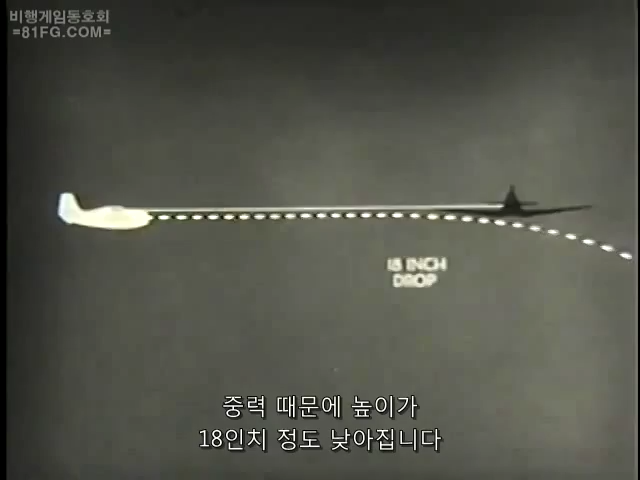 비행게임동호회
=81FG.COM=
18 INCH
DROP
중력 때문에 높이가
18인치 정도 낮아집니다